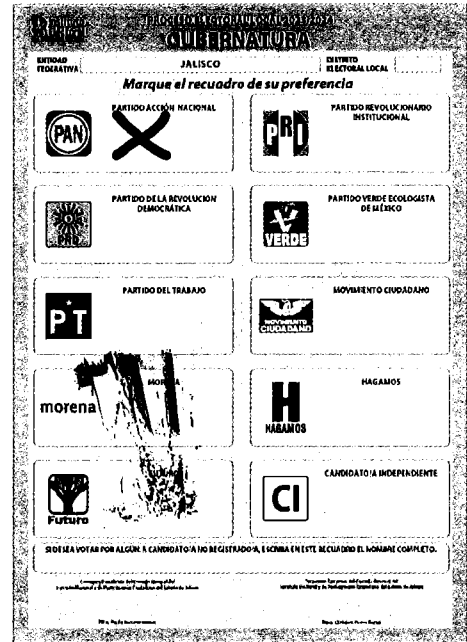 PROCESO ELECTORAL LOCAL 2023-2024
GUBERNATURA
ENTIDAD FEDERATIVA
JALISCO
DISTRITO ELECTORAL LOCAL
Marque el recuadro de su preferencia
PAN
PARTIDO ACCIÓN NACIONAL
PRI
PARTIDO REVOLUCIONARIO
INSTITUCIONAL
PRD
PARTIDO DE LA REVOLUCIÓN
DEMOCRÁTICA
VERDE
PARTIDO VERDE ECOLOGISTA
DE MÉXICO
PT
PARTIDO DEL TRABAJO
MOVIMIENTO
CIUDADANO
MOVIMIENTO CIUDADANO
morena
MORENA
HAGAMOS
HAGAMOS
Futuro
CI
CANDIDATO/A INDEPENDIENTE
SI DESEA VOTAR POR ALGÚN/A CANDIDATO/A NO REGISTRADO/A, ESCRIBA EN ESTE RECUADRO EL NOMBRE COMPLETO.